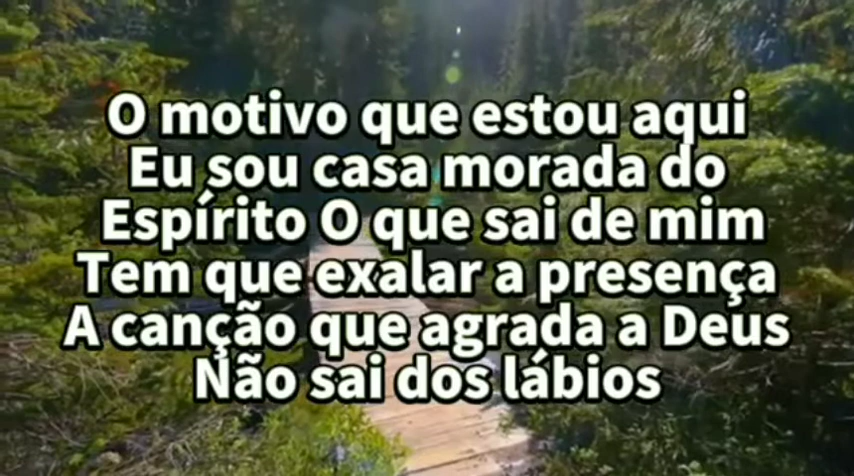 O motivo que estou aqui
Eu sou casa morada do
Espírito O que sai de mim
Tem que exalar a presença
A canção que agrada a Deus
Não sai dos lábios